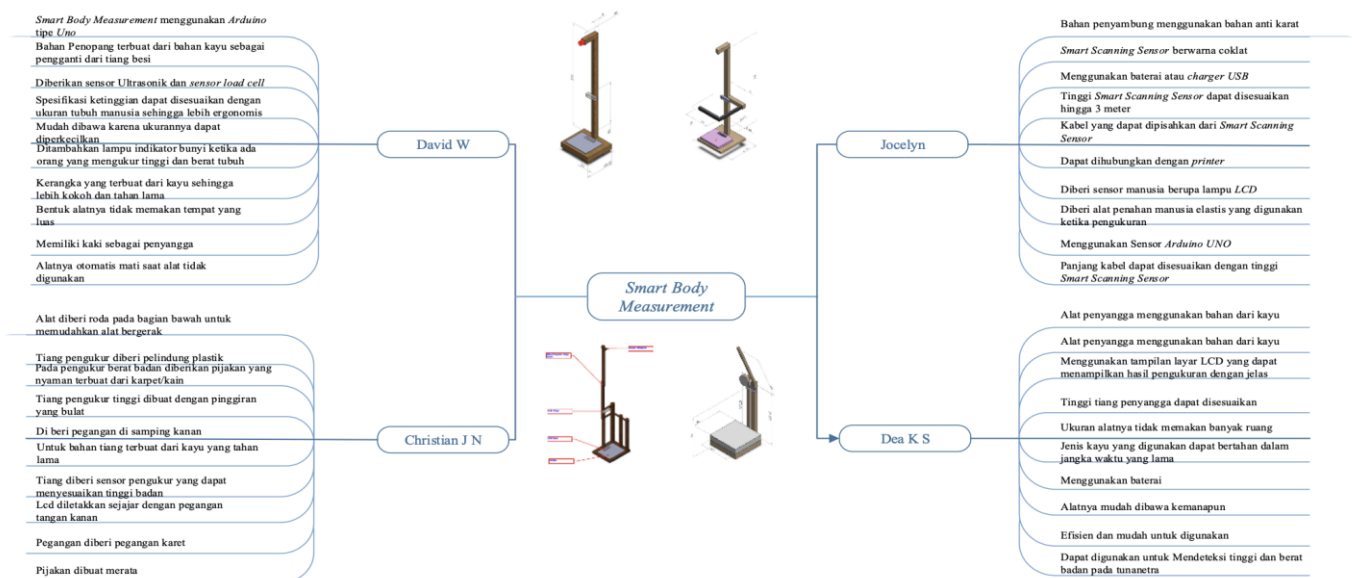 Smart Body Measurement menggunakan Arduino
tipe Uno
Bahan Penopang terbuat dari bahan kayu sebagai
pengganti dari tiang besi
Diberikan sensor Ultrasonik dan sensor load cell
Spesifikasi ketinggian dapat disesuaikan dengan
ukuran tubuh manusia sehingga lebih ergonomis
Mudah dibawa karena ukurannya dapat
diperkecilkan
Ditambahkan lampu indikator bunyi ketika ada
orang yang mengukur tinggi dan berat tubuh
Kerangka yang terbuat dari kayu sehingga
lebih kokoh dan tahan lama
Bentuk alatnya tidak memakan tempat yang
luas
Memiliki kaki sebagai penyangga
Alatnya otomatis mati saat alat tidak
digunakan
David W
Alat diberi roda pada bagian bawah untuk
memudahkan alat bergerak
Tiang pengukur diberi pelindung plastik
Pada pengukur berat badan diberikan pijakan yang
nyaman terbuat dari karpet/kain
Tiang pengukur tinggi dibuat dengan pinggiran
yang bulat
Di beri pegangan di samping kanan
Untuk bahan tiang terbuat dari kayu yang tahan
lama
Tiang diberi sensor pengukur yang dapat
menyesuaikan tinggi badan
Lcd diletakkan sejajar dengan pegangan
tangan kanan
Pegangan diberi pegangan karet
Pijakan dibuat merata
Christian J N
Smart Body
Measurement
Jocelyn
Bahan penyambung menggunakan bahan anti karat
Smart Scanning Sensor berwarna coklat
Menggunakan baterai atau charger USB
Tinggi Smart Scanning Sensor dapat disesuaikan
hingga 3 meter
Kabel yang dapat dipisahkan dari Smart Scanning
Sensor
Dapat dihubungkan dengan printer
Diberi sensor manusia berupa lampu LCD
Diberi alat penahan manusia elastis yang digunakan
ketika pengukuran
Menggunakan Sensor Arduino UNO
Panjang kabel dapat disesuaikan dengan tinggi
Smart Scanning Sensor
Dea K S
Alat penyangga menggunakan bahan dari kayu
Alat penyangga menggunakan bahan dari kayu
Menggunakan tampilan layar LCD yang dapat
menampilkan hasil pengukuran dengan jelas
Tinggi tiang penyangga dapat disesuaikan
Ukuran alatnya tidak memakan banyak ruang
Jenis kayu yang digunakan dapat bertahan dalam
jangka waktu yang lama
Menggunakan baterai
Alatnya mudah dibawa kemanapun
Efisien dan mudah untuk digunakan
Dapat digunakan untuk Mendeteksi tinggi dan berat
badan pada tunanetra